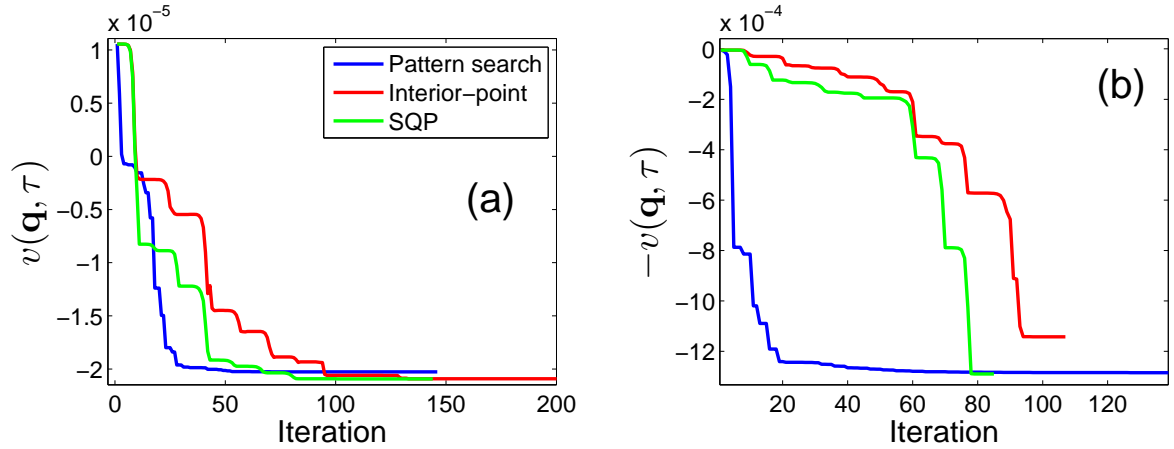 x 10⁻⁵
1
0.5
0
−0.5
−1
−1.5
−2
v(q, τ)
Pattern search
Interior−point
SQP
(a)
0 50 100 150 200
Iteration
x 10⁻⁴
0
−2
−4
−6
−8
−10
−12
−v(q, τ)
(b)
20 40 60 80 100 120
Iteration